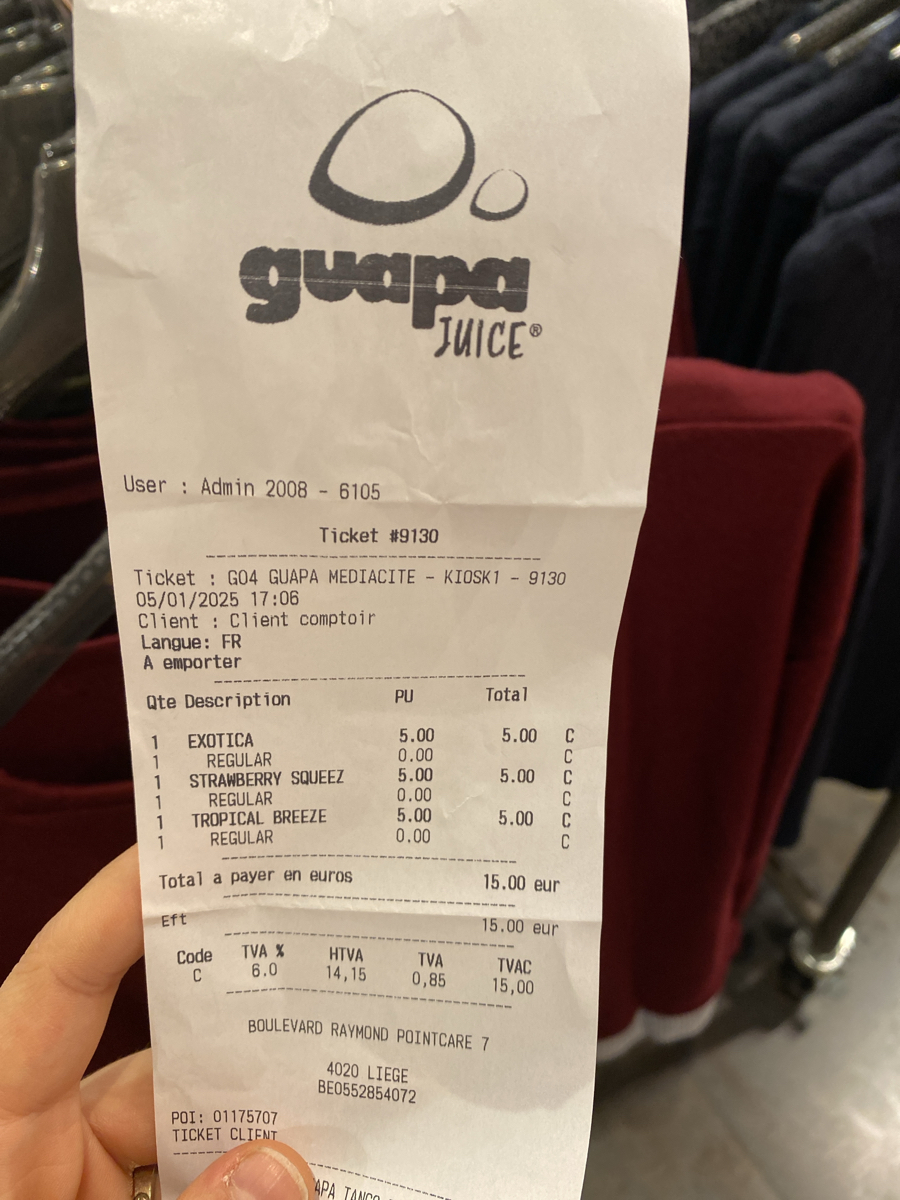 guapa
JUICE®
User : Admin 2008 - 6105
Ticket #9130
Ticket : GO4 GUAPA MEDIACITE - KIOSK1 - 9130
05/01/2025 17:06
Client : Client comptoir
Langue: FR
A emporter
Qte Description PU Total
1 EXOTICA 5.00 5.00 C
1 REGULAR 0.00 C
1 STRAWBERRY SQUEEZ 5.00 5.00 C
1 REGULAR 0.00 C
1 TROPICAL BREEZE 5.00 5.00 C
1 REGULAR 0.00 C
Total a payer en euros 15.00 eur
Eft 15.00 eur
Code TVA % HTVA TVA TVAC
C 6.0 14,15 0,85 15,00
BOULEVARD RAYMOND POINTCARE 7
4020 LIEGE
BE0552854072
POI: 01175707
TICKET CLIENT